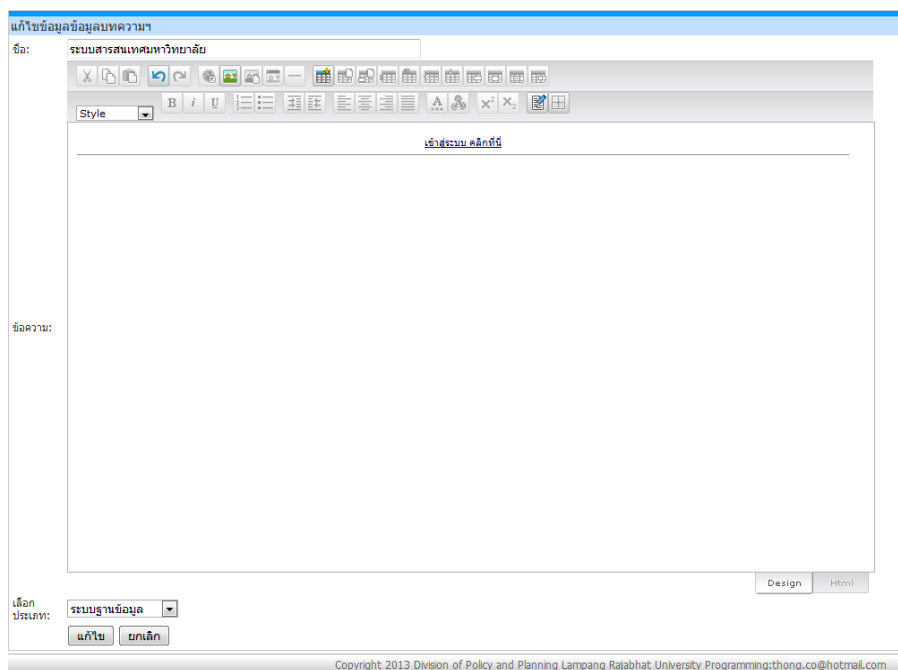 แก้ไขข้อมูลข้อมูลบทความฯ
ชื่อ: ระบบสารสนเทศมหาวิทยาลัย
Style B i U A X² X₂
เข้าสู่ระบบ คลิกที่นี่
ข้อความ:
Design Html
เลือก
ประเภท: ระบบฐานข้อมูล
แก้ไข ยกเลิก
Copyright 2013 Division of Policy and Planning Lampang Rajabhat University Programming:thong.co@hotmail.com